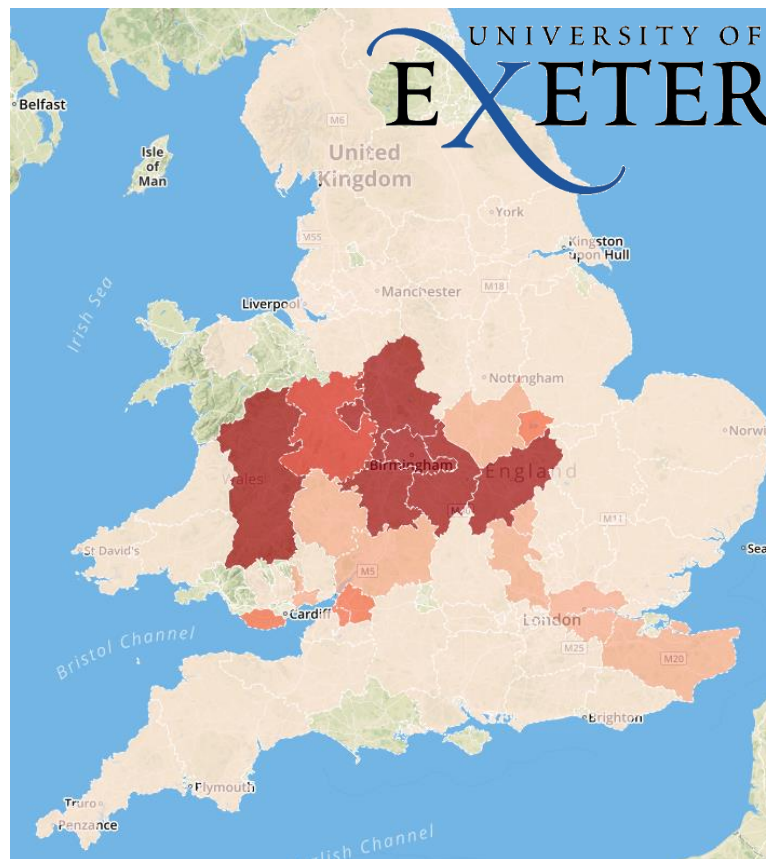 UNIVERSITY OF
EXETER
Belfast
M6
Isle
of
Man
United
Kingdom
York
M55
Kingston
upon Hull
Irish Sea
Manchester
M18
Liverpool
Nottingham
Norwi
Birmingham
England
Wales
M11
St David's
M5
Sea
Cardiff
London
Bristol Channel
M25
M20
Brighton
Plymouth
Truro
Penzance
lish Channel